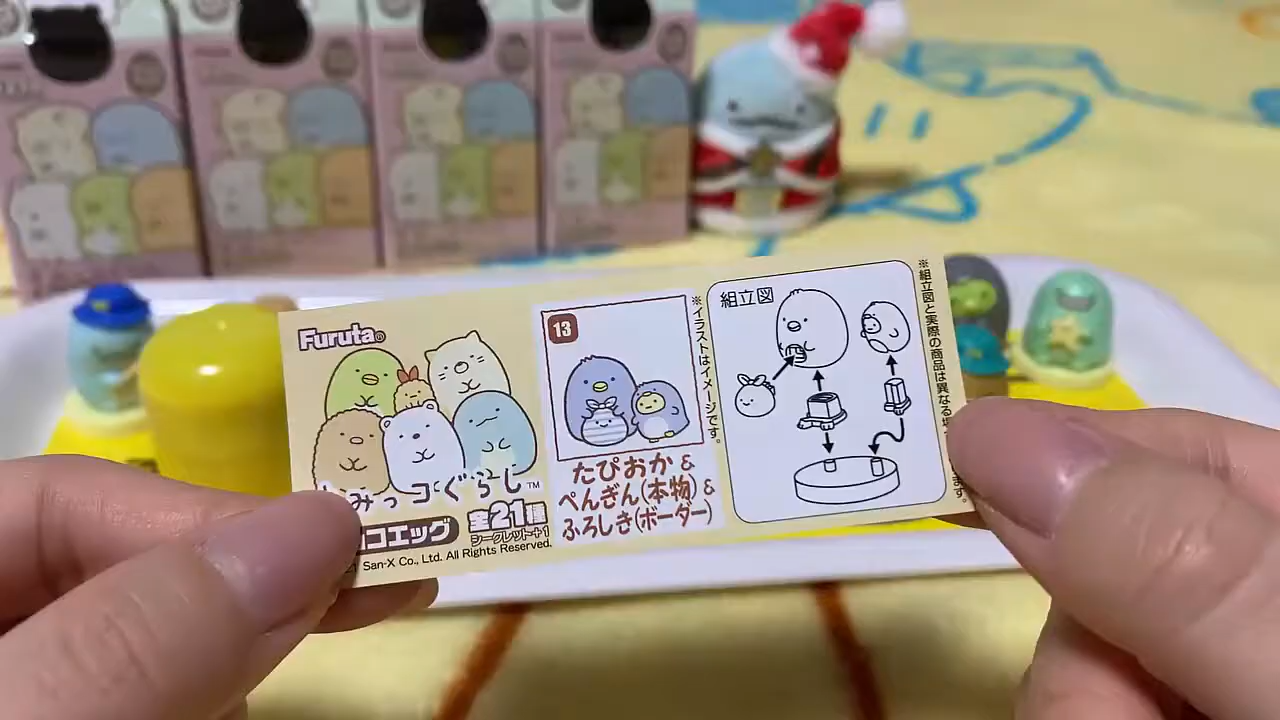 Furuta
みっコぐらし™
コエッグ
全21種
シークレット+1
San-X Co., Ltd. All Rights Reserved.
13
※イラストはイメージです。
たぴおか&
ぺんぎん(本物)&
ふろしき(ボーダー)
組立図
※組立図と実際の商品は異なる場
ます。